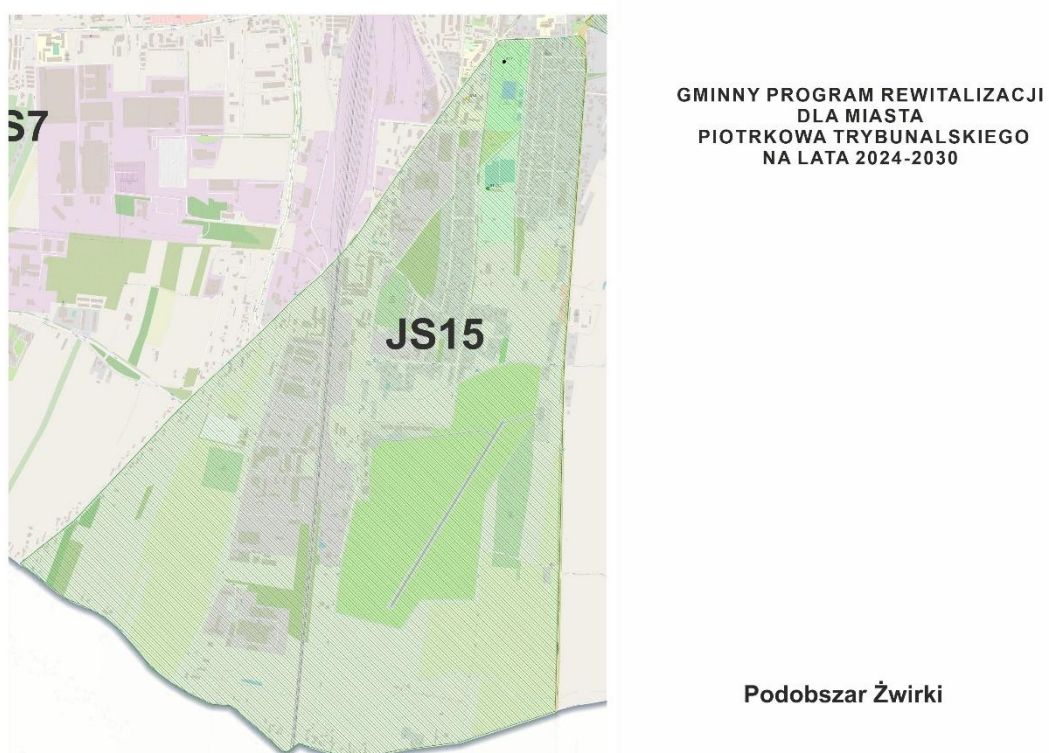 S7
JS15
GMINNY PROGRAM REWITALIZACJI
DLA MIASTA
PIOTRKOWA TRYBUNALSKIEGO
NA LATA 2024-2030
Podobszar Żwirki